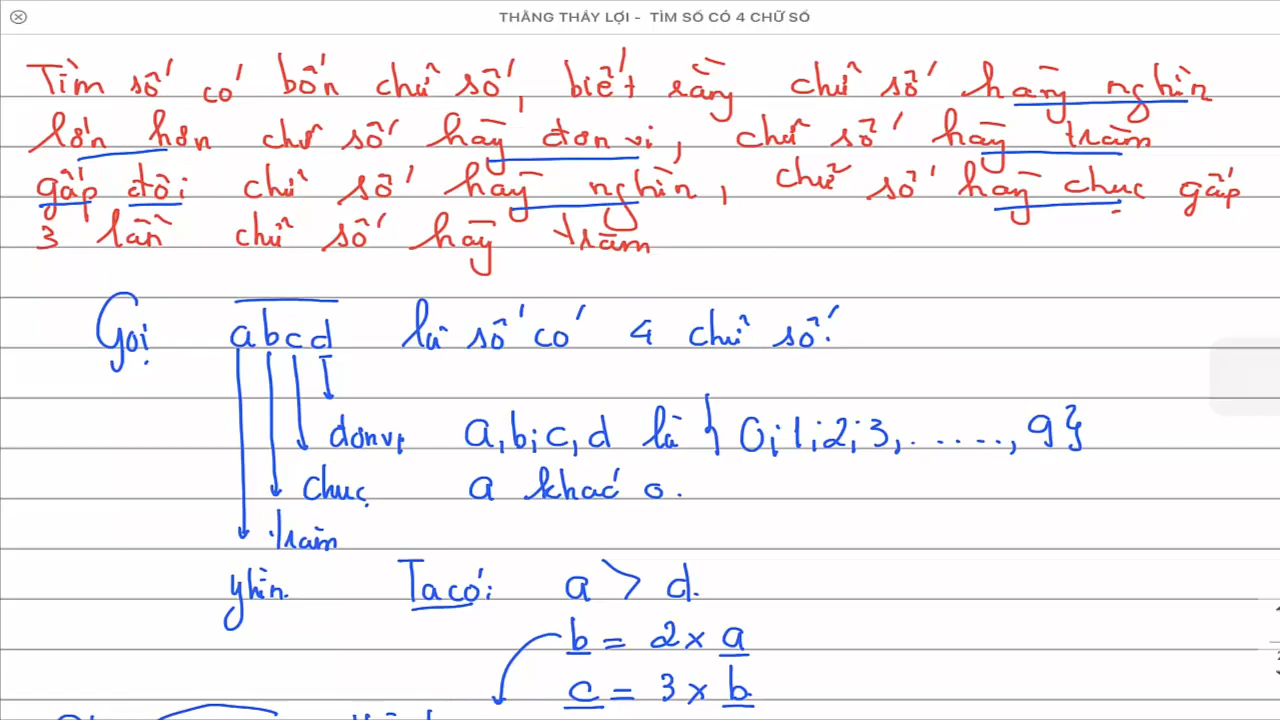 THẮNG THẦY LỢI - TÌM SỐ CÓ 4 CHỮ SỐ
Tìm số có bốn chữ số, biết rằng chữ số hàng nghìn
lớn hơn chữ số hàng đơn vị, chữ số hàng trăm
gấp đôi chữ số hàng nghìn, chữ số hàng chục gấp
3 lần chữ số hàng trăm
Gọi abcd là số có 4 chữ số.
đơn vị a, b, c, d là {0; 1; 2; 3, ......, 9}
chục a khác 0.
trăm
nghìn. Ta có: a > d.
b = 2 x a
c = 3 x b